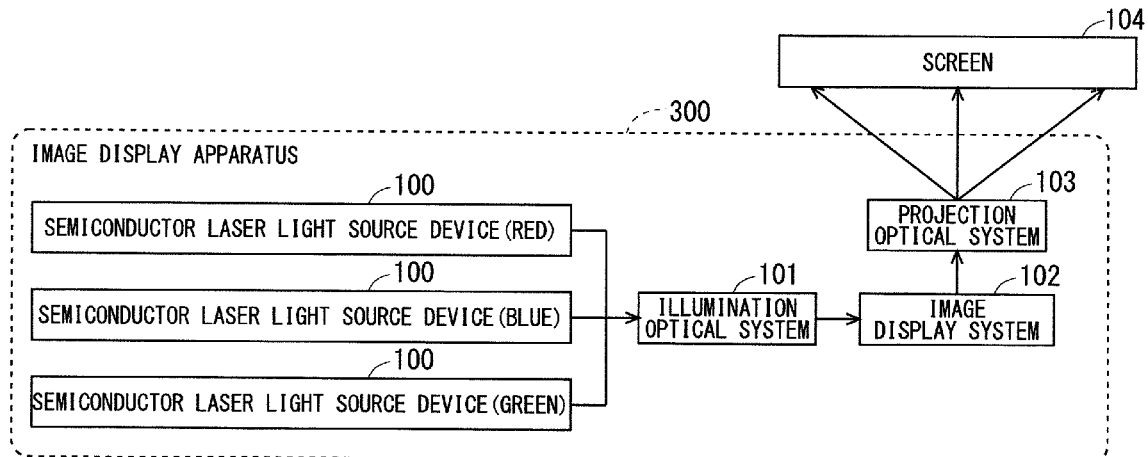 104
SCREEN
300
IMAGE DISPLAY APPARATUS
100
SEMICONDUCTOR LASER LIGHT SOURCE DEVICE(RED)
103
PROJECTION
OPTICAL SYSTEM
100
SEMICONDUCTOR LASER LIGHT SOURCE DEVICE(BLUE)
101
ILLUMINATION
OPTICAL SYSTEM
102
IMAGE
DISPLAY SYSTEM
100
SEMICONDUCTOR LASER LIGHT SOURCE DEVICE(GREEN)